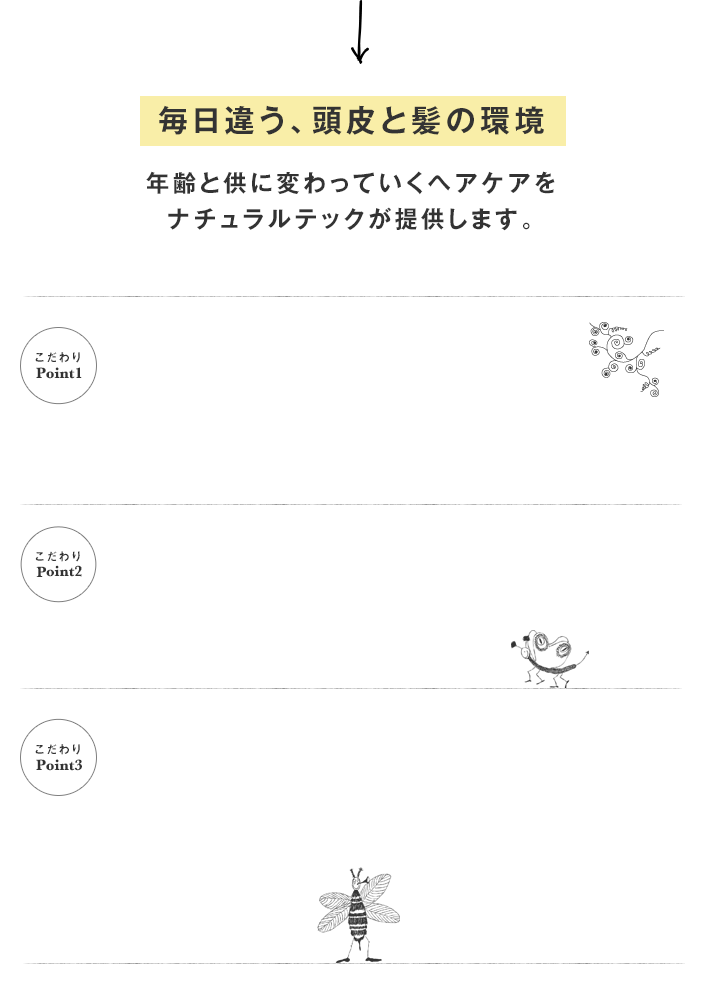 毎日違う、頭皮と髪の環境
年齢と供に変わっていくヘアケアを
ナチュラルテックが提供します。
こだわり
Point1
こだわり
Point2
こだわり
Point3